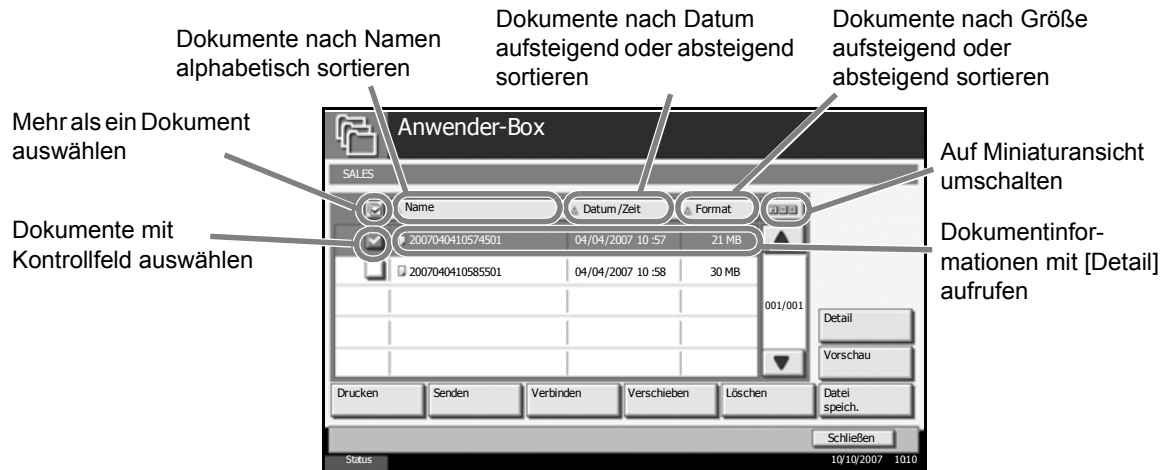 Dokumente nach Namen
alphabetisch sortieren
Dokumente nach Datum
aufsteigend oder absteigend
sortieren
Dokumente nach Größe
aufsteigend oder
absteigend sortieren
Mehr als ein Dokument
auswählen
Dokumente mit
Kontrollfeld auswählen
Auf Miniaturansicht
umschalten
Dokumentinfor-
mationen mit [Detail]
aufrufen
Anwender-Box
SALES
Name Datum/Zeit Format
2007040410574501 04/04/2007 10 :57 21 MB
2007040410585501 04/04/2007 10 :58 30 MB
001/001
Detail
Vorschau
Drucken Senden Verbinden Verschieben Löschen Datei
speich.
Schließen
Status 10/10/2007 1010